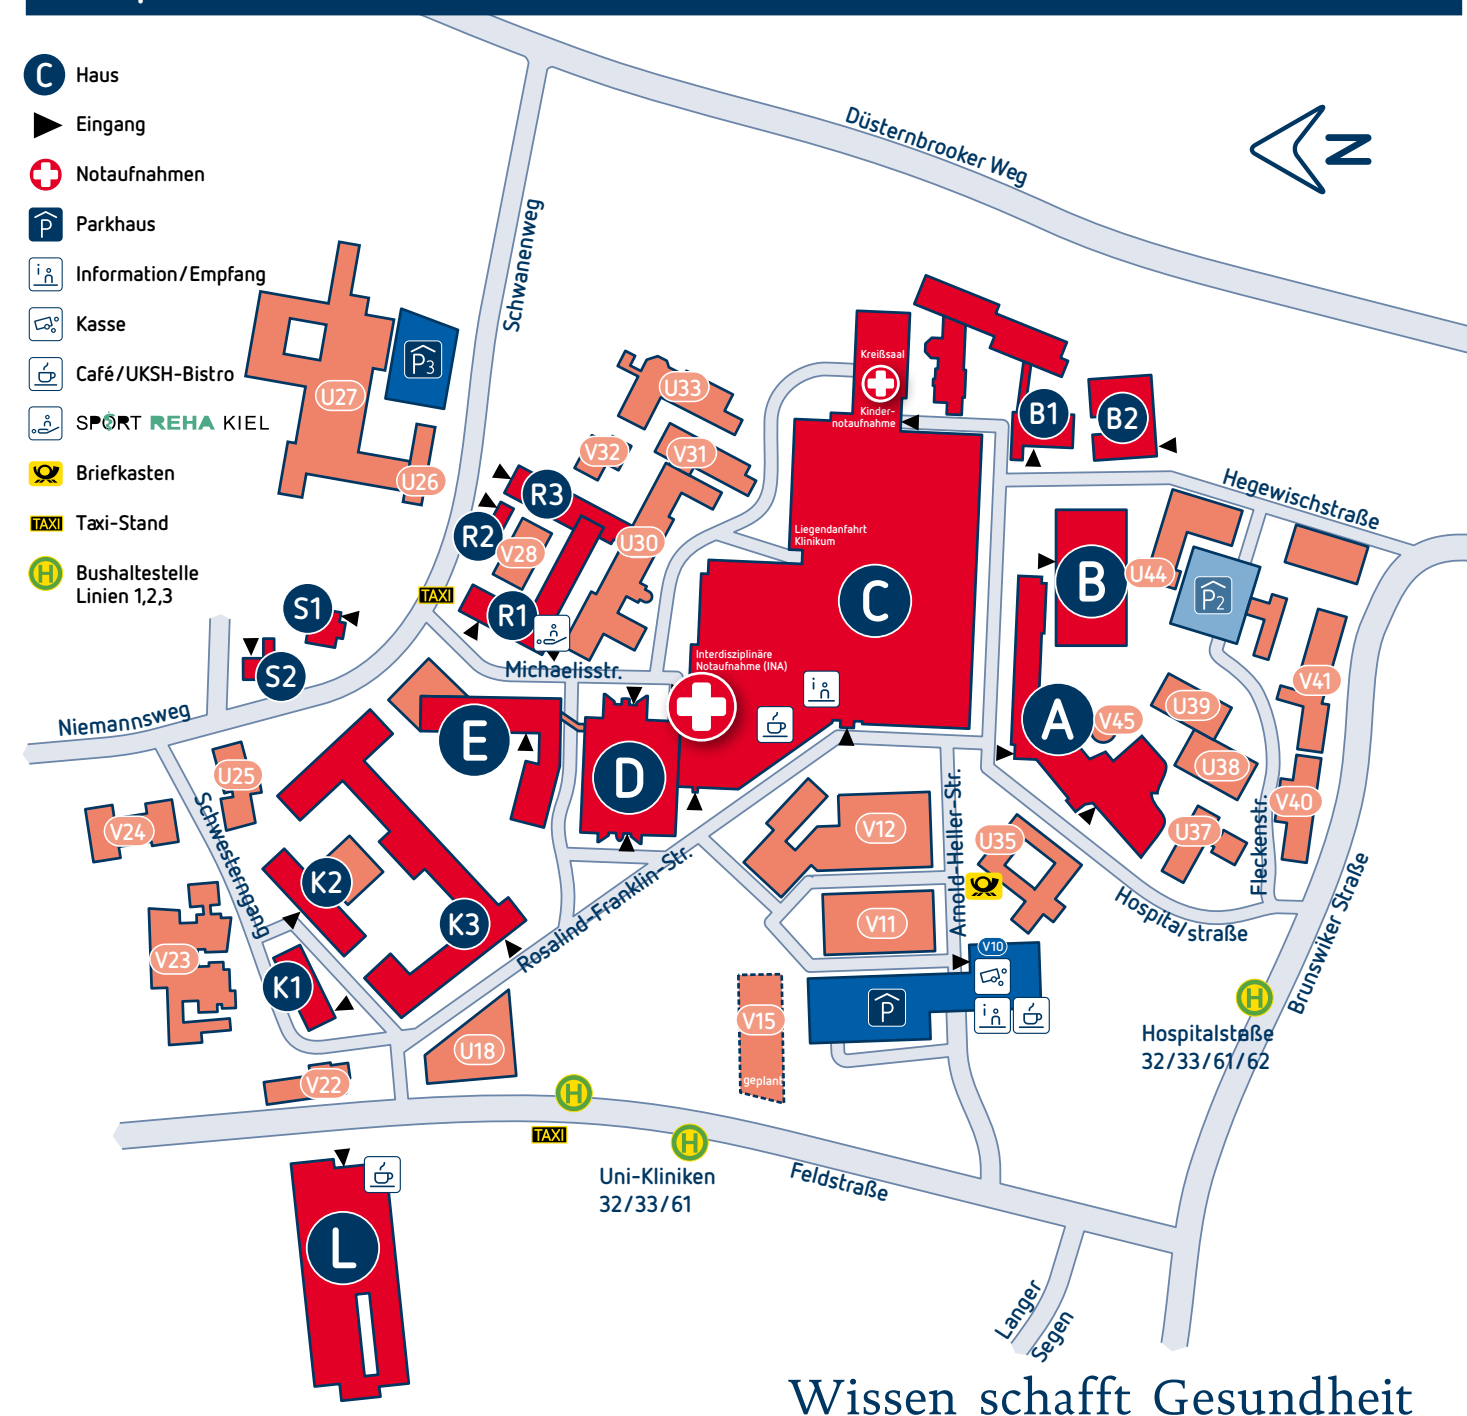 C Haus
Eingang
Notaufnahmen
P Parkhaus
i Information/Empfang
Kasse
Café/UKSH-Bistro
SPORT REHA KIEL
Briefkasten
TAXI Taxi-Stand
H Bushaltestelle
Linien 1,2,3
N
Düsternbrooker Weg
Schwanenweg
P3
U27
U26
U33
V32
V31
R3
R2
V28
U30
R1
TAXI
S1
S2
Niemannsweg
Michaelisstr.
Kreißsaal
Kinder-
notaufnahme
B1
B2
Hegewischstraße
Liegendanfahrt
Klinikum
C
B
U44
P2
Interdisziplinäre
Notaufnahme (INA)
i
E
D
A
V45
U39
V41
U38
V40
U37
Fleckenstr.
U25
V24
Schwesterngang
K2
K3
V23
K1
Rosalind-Franklin-Str.
V12
V11
Arnold-Heller-Str.
U35
Hospitalstraße
Brunswiker Straße
V10
P
i
V15
geplant
U18
V22
H
TAXI
H
Uni-Kliniken
32/33/61
Feldstraße
H
Hospitalstaße
32/33/61/62
L
Langer
Segen
Wissen schafft Gesundheit